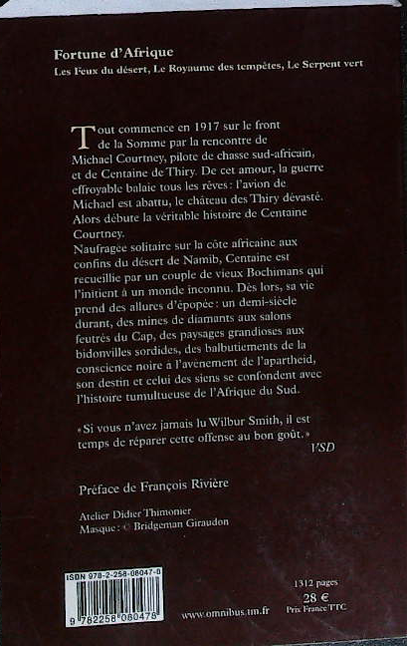 Fortune d'Afrique
Les Feux du désert, Le Royaume des tempêtes, Le Serpent vert
Tout commence en 1917 sur le front
de la Somme par la rencontre de
Michael Courtney, pilote de chasse sud-africain,
et de Centaine de Thiry. De cet amour, la guerre
effroyable balaie tous les rêves : l'avion de
Michael est abattu, le château des Thiry dévasté.
Alors débute la véritable histoire de Centaine
Courtney.
Naufragée solitaire sur la côte africaine aux
confins du désert de Namib, Centaine est
recueillie par un couple de vieux Bochimans qui
l'initient à un monde inconnu. Dès lors, sa vie
prend des allures d'épopée : un demi-siècle
durant, des mines de diamants aux salons
feutrés du Cap, des paysages grandioses aux
bidonvilles sordides, des balbutiements de la
conscience noire à l'avènement de l'apartheid,
son destin et celui des siens se confondent avec
l'histoire tumultueuse de l'Afrique du Sud.
« Si vous n'avez jamais lu Wilbur Smith, il est
temps de réparer cette offense au bon goût. »
VSD
Préface de François Rivière
Atelier Didier Thimonier
Masque : © Bridgeman Giraudon
ISBN 978-2-258-08047-8
9 782258 080478
www.omnibus.tm.fr
1312 pages
28 €
Prix France TTC